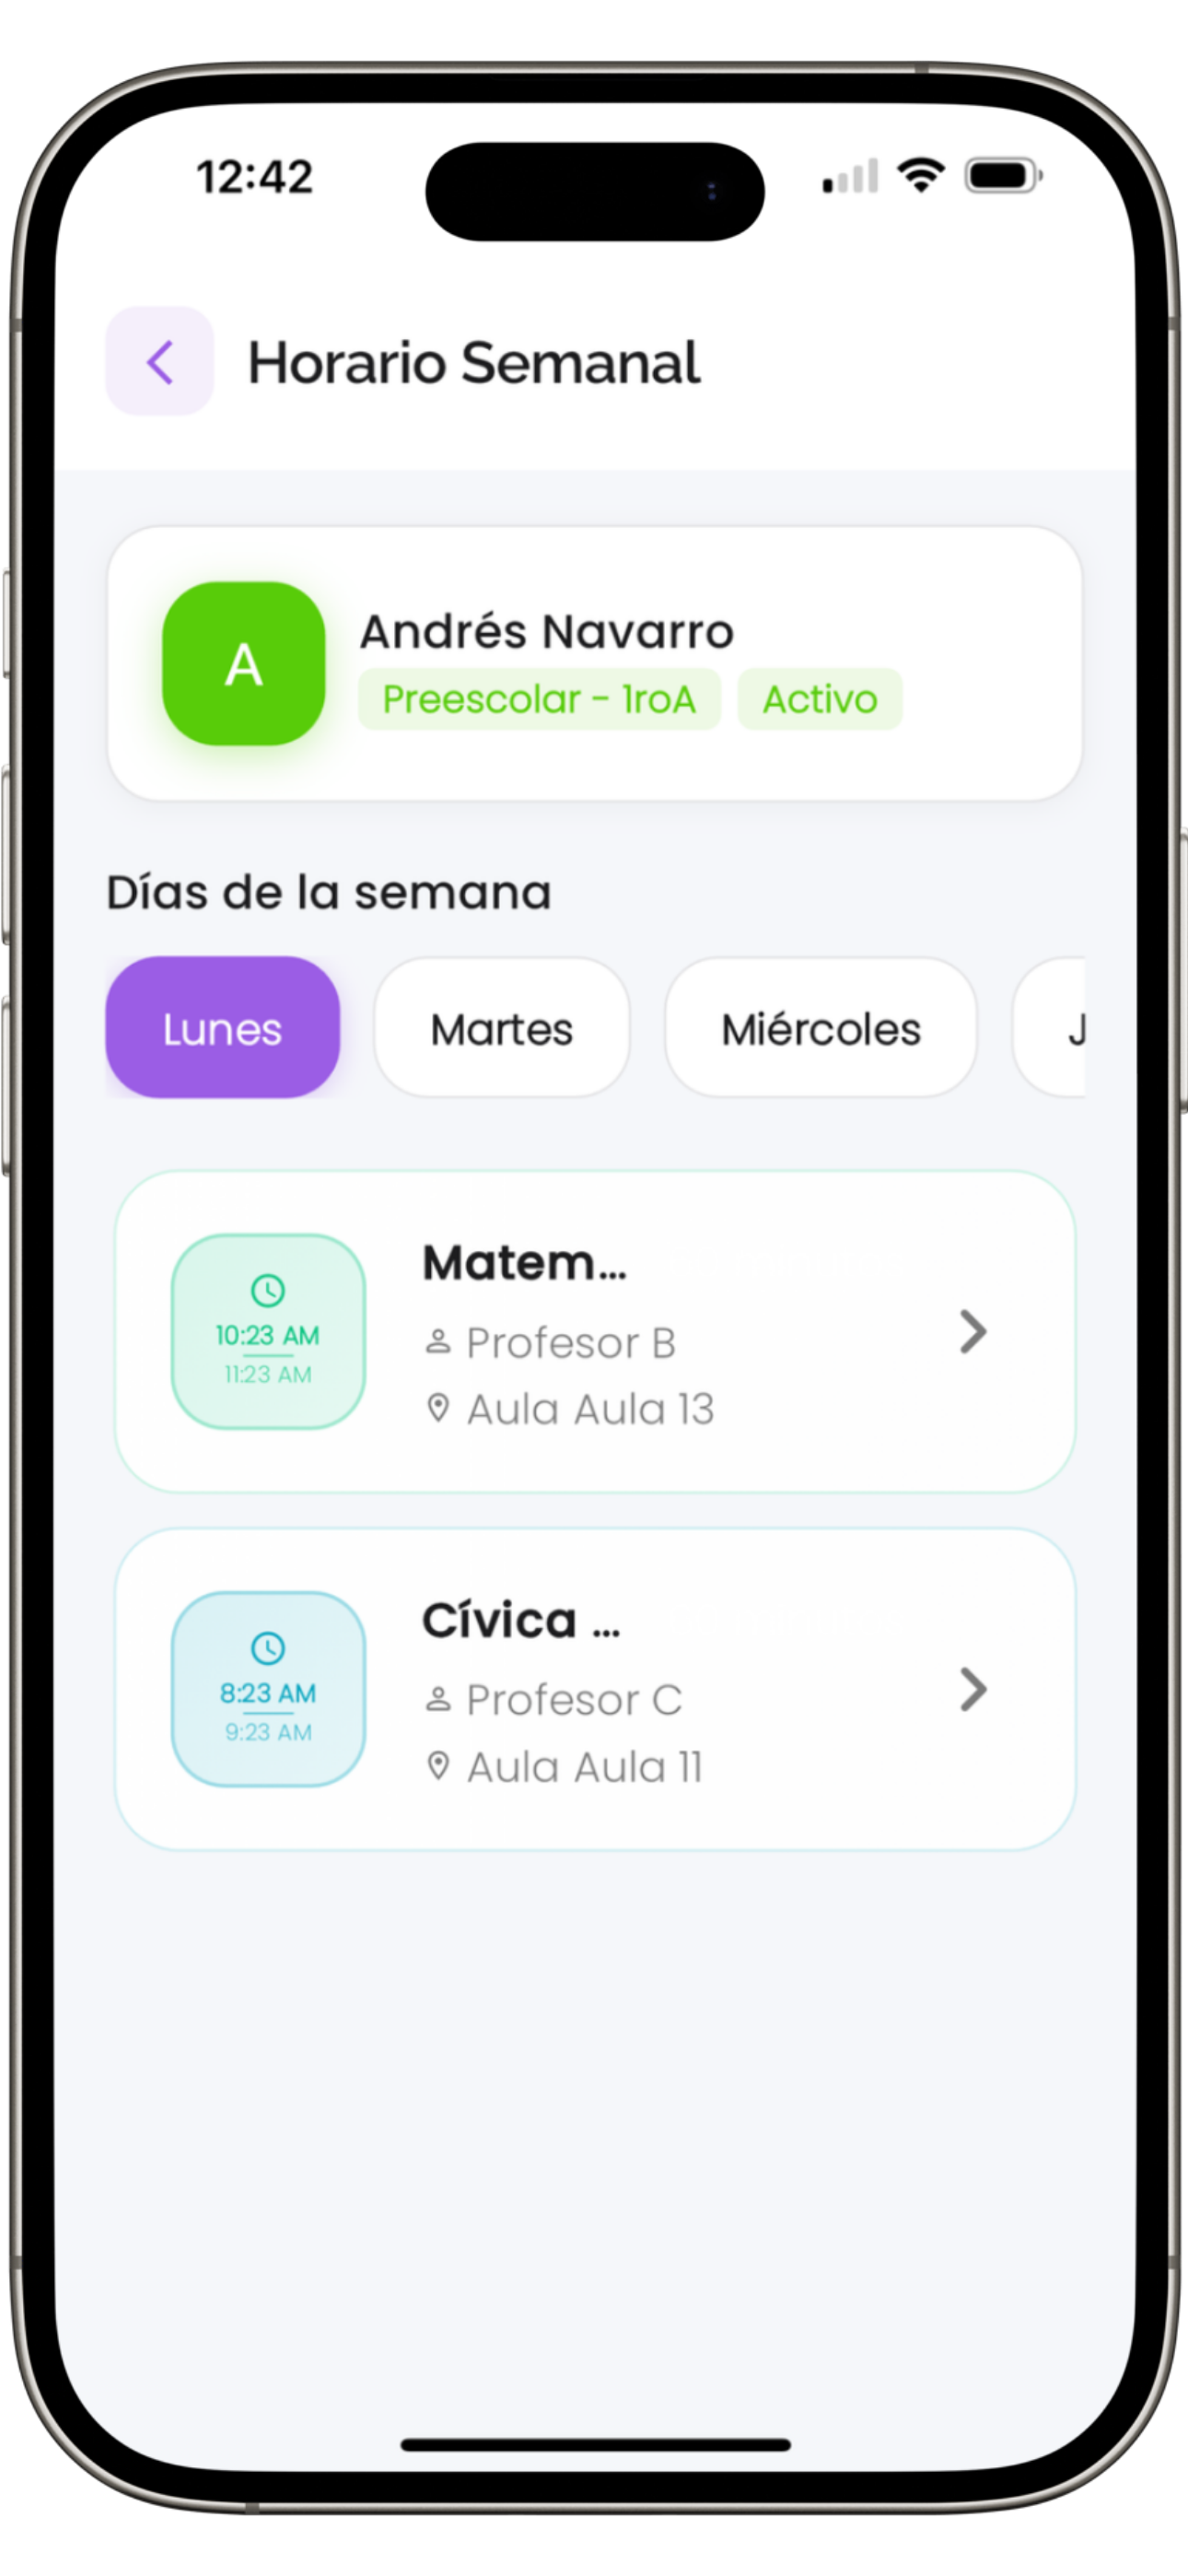 12:42
Horario Semanal
A
Andrés Navarro
Preescolar - 1roA Activo
Días de la semana
Lunes Martes Miércoles J
Matem...
10:23 AM
11:23 AM
Profesor B
Aula Aula 13
Cívica ...
8:23 AM
9:23 AM
Profesor C
Aula Aula 11